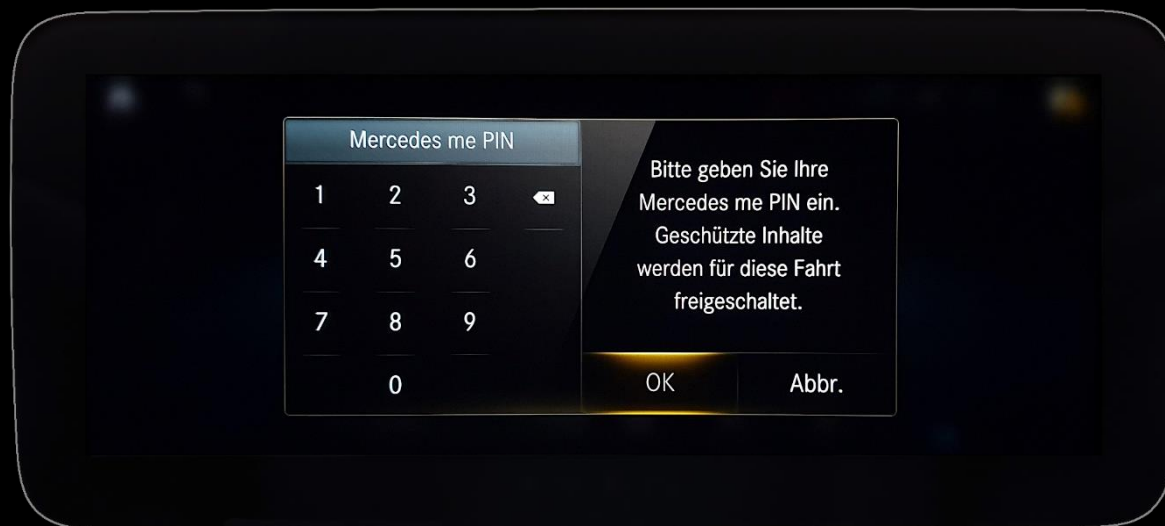 Mercedes me PIN
1 2 3
4 5 6
7 8 9
0
Bitte geben Sie Ihre
Mercedes me PIN ein.
Geschützte Inhalte
werden für diese Fahrt
freigeschaltet.
OK Abbr.